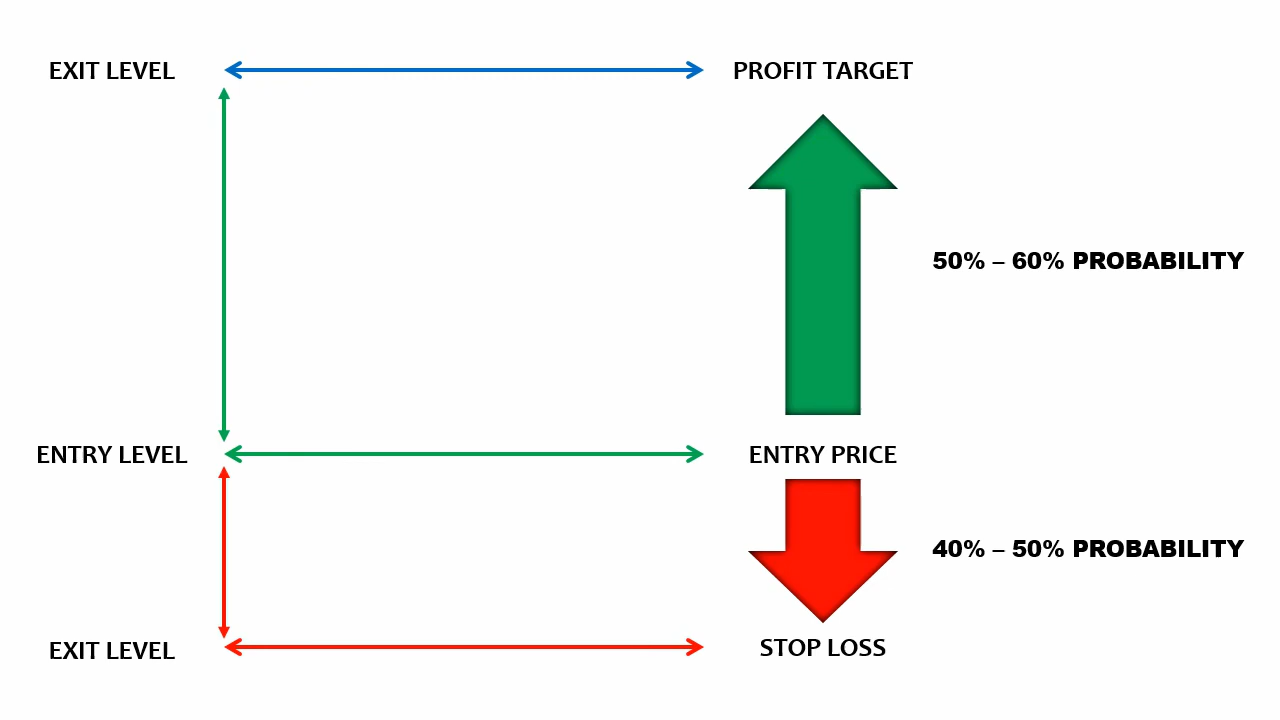 EXIT LEVEL
PROFIT TARGET
50% – 60% PROBABILITY
ENTRY LEVEL
ENTRY PRICE
40% – 50% PROBABILITY
EXIT LEVEL
STOP LOSS